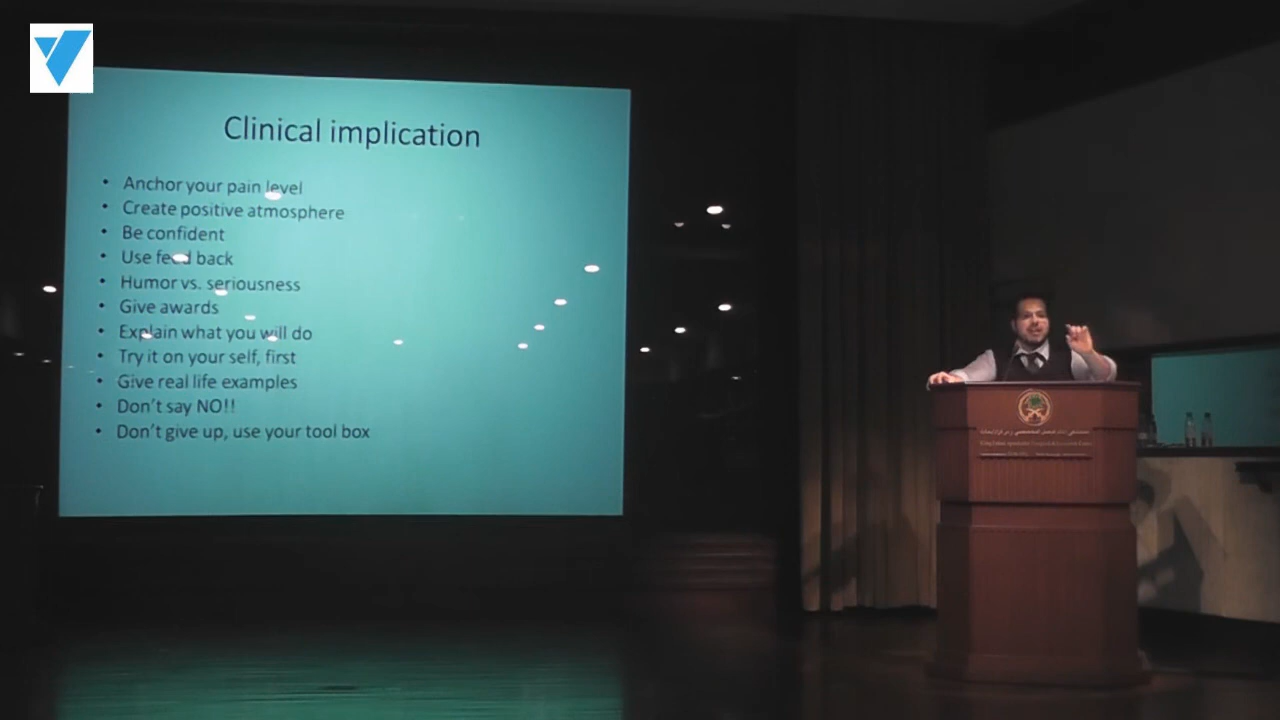 Clinical implication
• Anchor your pain level
• Create positive atmosphere
• Be confident
• Use feed back
• Humor vs. seriousness
• Give awards
• Explain what you will do
• Try it on your self, first
• Give real life examples
• Don't say NO!!
• Don't give up, use your tool box